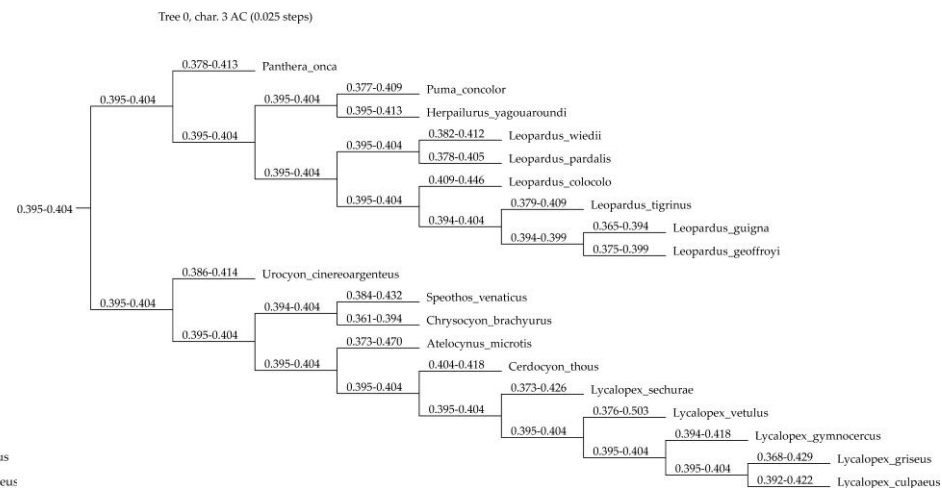 Tree 0, char. 3 AC (0.025 steps)
0.378-0.413 Panthera_onca
0.377-0.409 Puma_concolor
0.395-0.404 0.395-0.404
0.395-0.413 Herpailurus_yagouaroundi
0.382-0.412 Leopardus_wiedii
0.395-0.404 0.395-0.404
0.378-0.405 Leopardus_pardalis
0.395-0.404
0.409-0.446 Leopardus_colocolo
0.395-0.404
0.379-0.409 Leopardus_tigrinus
0.395-0.404
0.394-0.404
0.365-0.394 Leopardus_guigna
0.394-0.399
0.375-0.399 Leopardus_geoffroyi
0.386-0.414 Urocyon_cinereoargenteus
0.384-0.432 Speothos_venaticus
0.395-0.404 0.394-0.404
0.361-0.394 Chrysocyon_brachyurus
0.395-0.404
0.373-0.470 Atelocynus_microtis
0.395-0.404
0.404-0.418 Cerdocyon_thous
0.395-0.404
0.373-0.426 Lycalopex_sechurae
0.395-0.404
0.376-0.503 Lycalopex_vetulus
0.395-0.404
0.394-0.418 Lycalopex_gymnocercus
0.395-0.404
us
0.368-0.429 Lycalopex_griseus
0.395-0.404
eus
0.392-0.422 Lycalopex_culpaeus